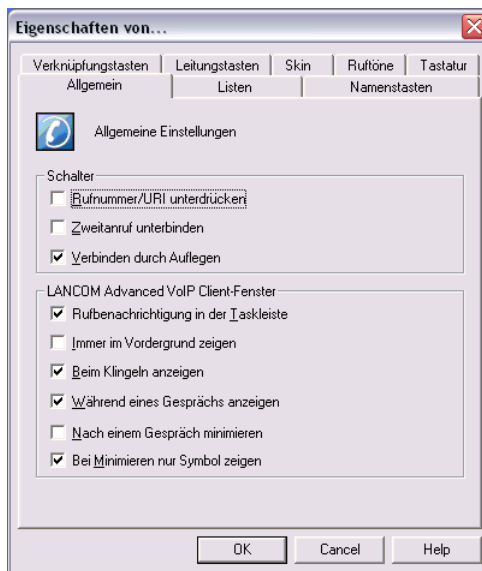 Eigenschaften von...
Verknüpfungstasten Leitungstasten Skin Ruftöne Tastatur
Allgemein Listen Namenstasten
Allgemeine Einstellungen
Schalter
Rufnummer/URI unterdrücken
Zweitanruf unterbinden
Verbinden durch Auflegen
LANCOM Advanced VoIP Client-Fenster
Rufbenachrichtigung in der Taskleiste
Immer im Vordergrund zeigen
Beim Klingeln anzeigen
Während eines Gesprächs anzeigen
Nach einem Gespräch minimieren
Bei Minimieren nur Symbol zeigen
OK Cancel Help